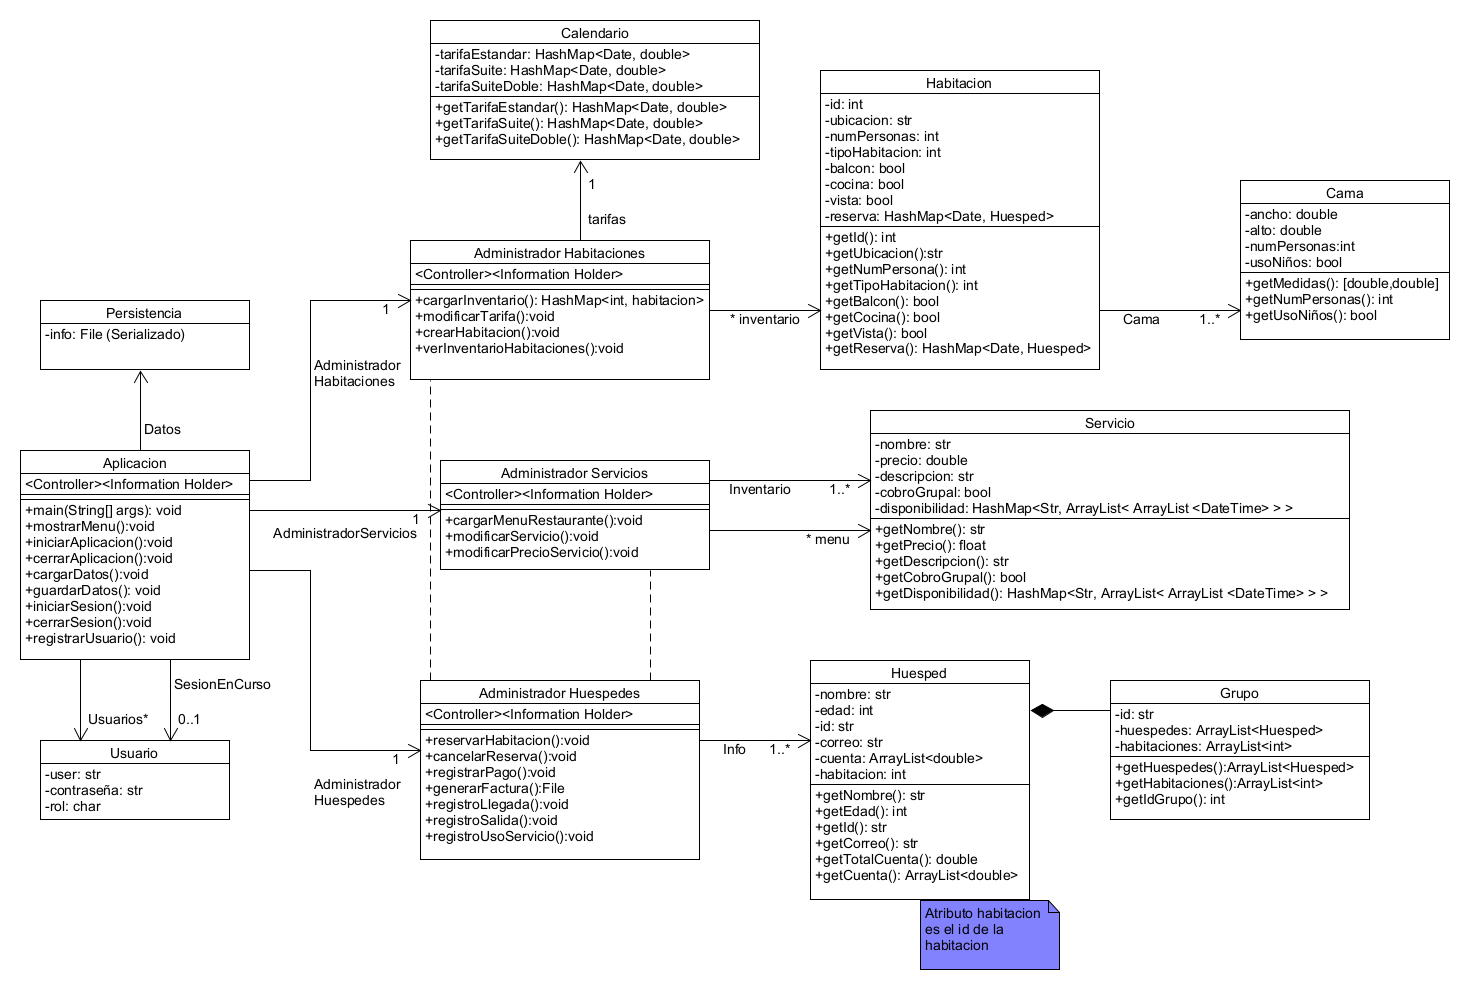 Calendario
-tarifaEstandar: HashMap<Date, double>
-tarifaSuite: HashMap<Date, double>
-tarifaSuiteDoble: HashMap<Date, double>
+getTarifaEstandar(): HashMap<Date, double>
+getTarifaSuite(): HashMap<Date, double>
+getTarifaSuiteDoble(): HashMap<Date, double>
1
tarifas
Habitacion
-id: int
-ubicacion: str
-numPersonas: int
-tipoHabitacion: int
-balcon: bool
-cocina: bool
-vista: bool
-reserva: HashMap<Date, Huesped>
+getId(): int
+getUbicacion():str
+getNumPersona(): int
+getTipoHabitacion(): int
+getBalcon(): bool
+getCocina(): bool
+getVista(): bool
+getReserva(): HashMap<Date, Huesped>
Cama
-ancho: double
-alto: double
-numPersonas:int
-usoNiños: bool
+getMedidas(): [double,double]
+getNumPersonas(): int
+getUsoNiños(): bool
Cama
1..*
Administrador Habitaciones
<Controller><Information Holder>
+cargarInventario(): HashMap<int, habitacion>
+modificarTarifa():void
+crearHabitacion():void
+verInventarioHabitaciones():void
* inventario
1
Administrador
Habitaciones
Persistencia
-info: File (Serializado)
Datos
Aplicacion
<Controller><Information Holder>
+main(String[] args): void
+mostrarMenu():void
+iniciarAplicacion():void
+cerrarAplicacion():void
+cargarDatos():void
+guardarDatos(): void
+iniciarSesion():void
+cerrarSesion():void
+registrarUsuario(): void
1
AdministradorServicios
Administrador Servicios
<Controller><Information Holder>
+cargarMenuRestaurante():void
+modificarServicio():void
+modificarPrecioServicio():void
Inventario
1..*
* menu
Servicio
-nombre: str
-precio: double
-descripcion: str
-cobroGrupal: bool
-disponibilidad: HashMap<Str, ArrayList< ArrayList <DateTime> > >
+getNombre(): str
+getPrecio(): float
+getDescripcion(): str
+getCobroGrupal(): bool
+getDisponibilidad(): HashMap<Str, ArrayList< ArrayList <DateTime> > >
SesionEnCurso
Usuarios*
0..1
Usuario
-user: str
-contraseña: str
-rol: char
1
Administrador
Huespedes
Administrador Huespedes
<Controller><Information Holder>
+reservarHabitacion():void
+cancelarReserva():void
+registrarPago():void
+generarFactura():File
+registroLlegada():void
+registroSalida():void
+registroUsoServicio():void
Info
1..*
Huesped
-nombre: str
-edad: int
-id: str
-correo: str
-cuenta: ArrayList<double>
-habitacion: int
+getNombre(): str
+getEdad(): int
+getId(): str
+getCorreo(): str
+getTotalCuenta(): double
+getCuenta(): ArrayList<double>
Grupo
-id: str
-huespedes: ArrayList<Huesped>
-habitaciones: ArrayList<int>
+getHuespedes():ArrayList<Huesped>
+getHabitaciones():ArrayList<int>
+getIdGrupo(): int
Atributo habitacion
es el id de la
habitacion